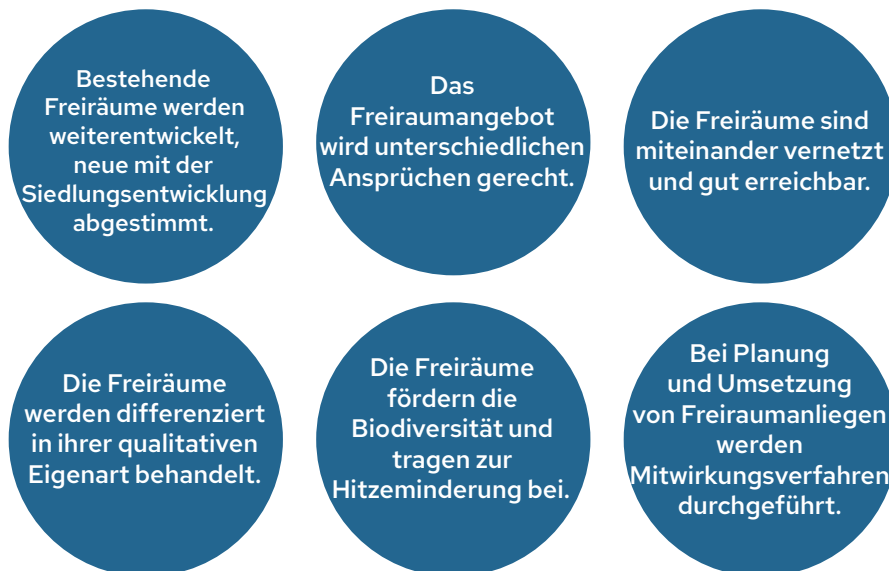 Bestehende
Freiräume werden
weiterentwickelt,
neue mit der
Siedlungsentwicklung
abgestimmt.
Das
Freiraumangebot
wird unterschiedlichen
Ansprüchen gerecht.
Die Freiräume sind
miteinander vernetzt
und gut erreichbar.
Die Freiräume
werden differenziert
in ihrer qualitativen
Eigenart behandelt.
Die Freiräume
fördern die
Biodiversität und
tragen zur
Hitzeminderung bei.
Bei Planung
und Umsetzung
von Freiraumanliegen
werden
Mitwirkungsverfahren
durchgeführt.